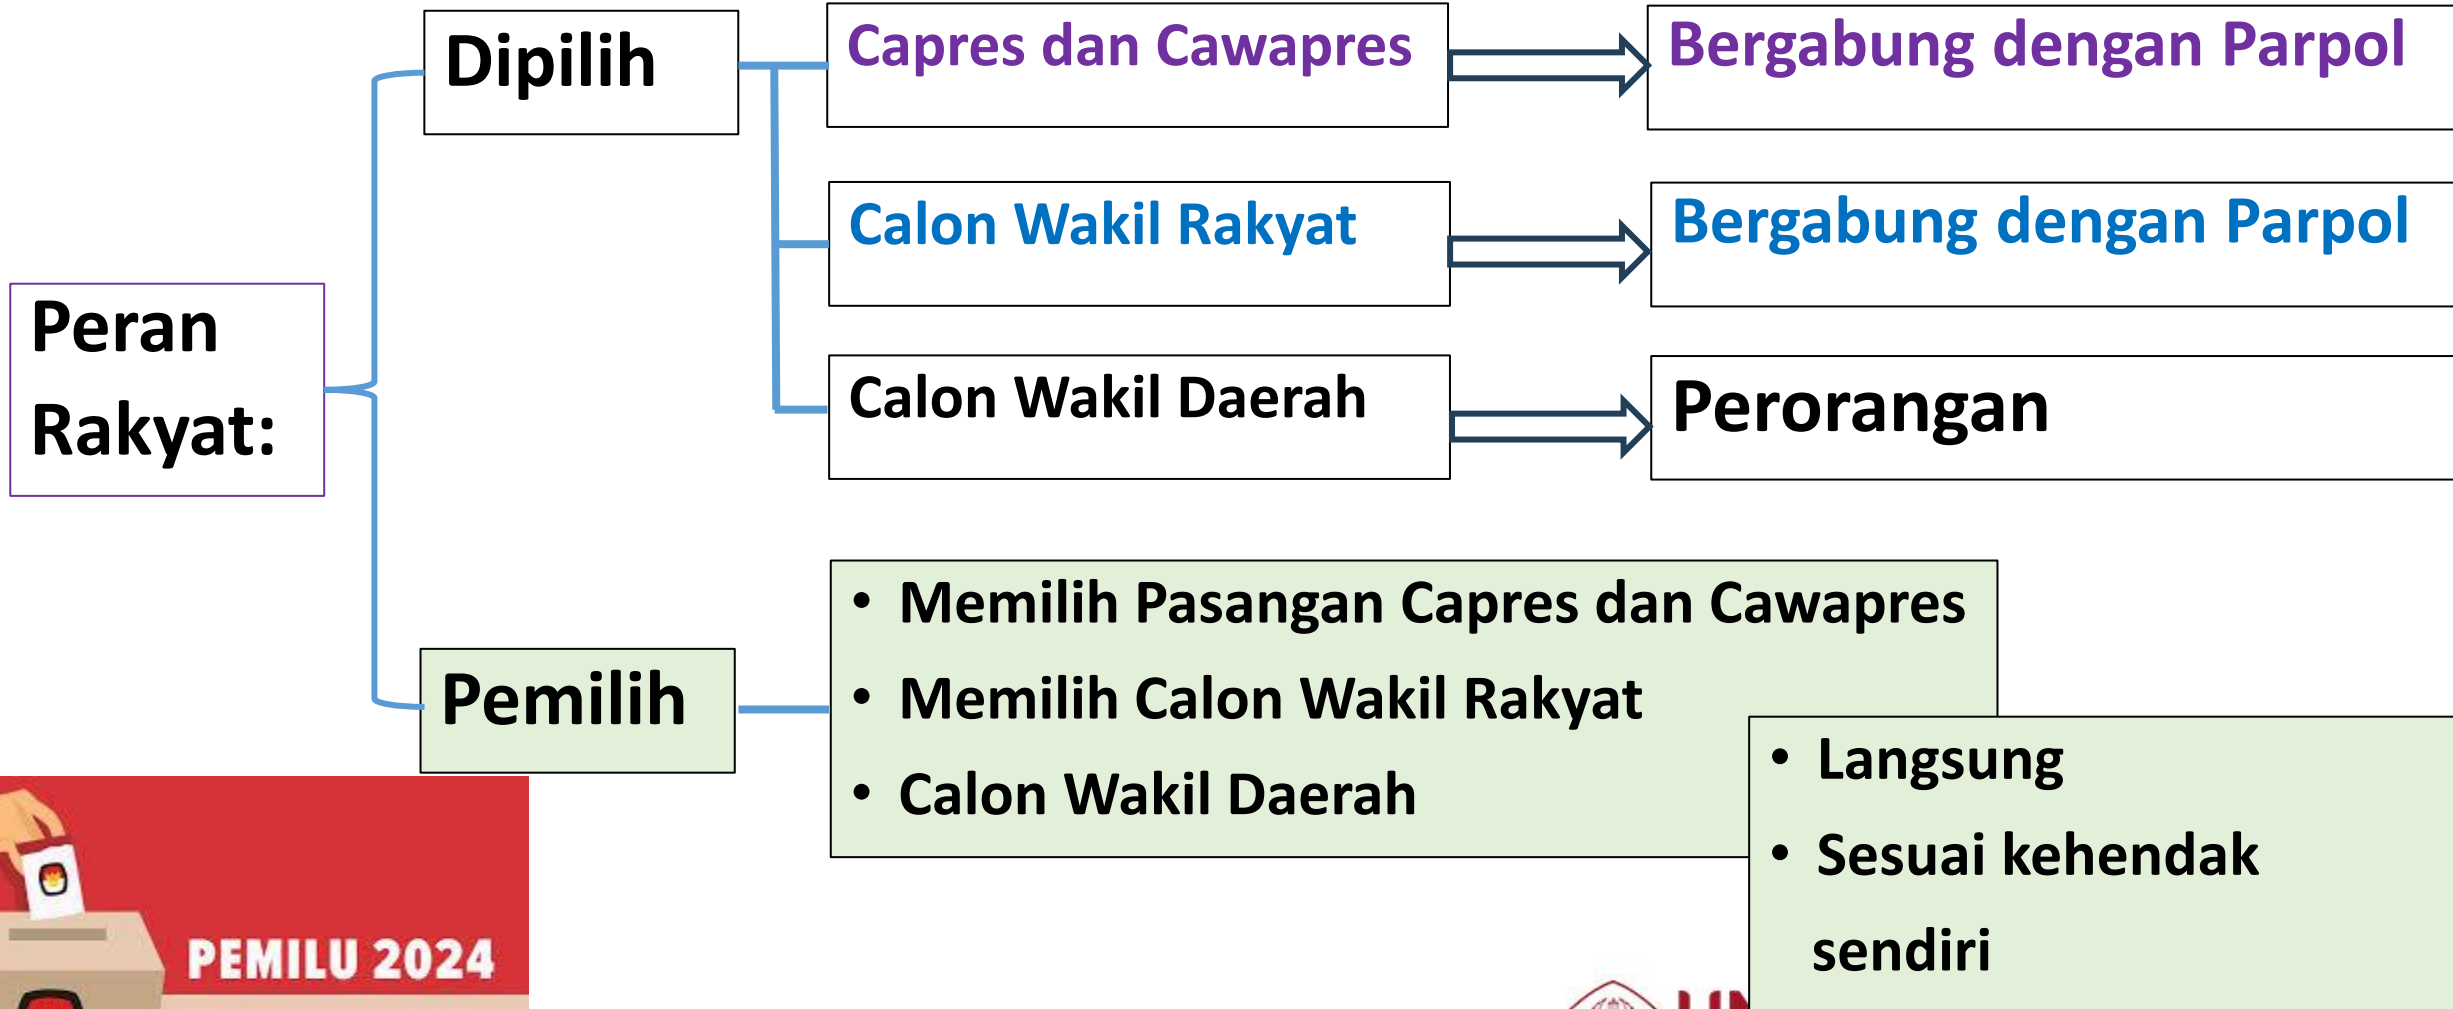 Dipilih
Capres dan Cawapres
Bergabung dengan Parpol
Calon Wakil Rakyat
Bergabung dengan Parpol
Peran
Rakyat:
Calon Wakil Daerah
Perorangan
Pemilih
• Memilih Pasangan Capres dan Cawapres
• Memilih Calon Wakil Rakyat
• Calon Wakil Daerah
• Langsung
• Sesuai kehendak
sendiri
PEMILU 2024